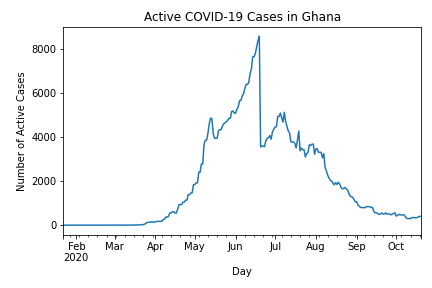 Active COVID-19 Cases in Ghana
Number of Active Cases
8000
6000
4000
2000
0
Feb Mar Apr May Jun Jul Aug Sep Oct
2020
Day